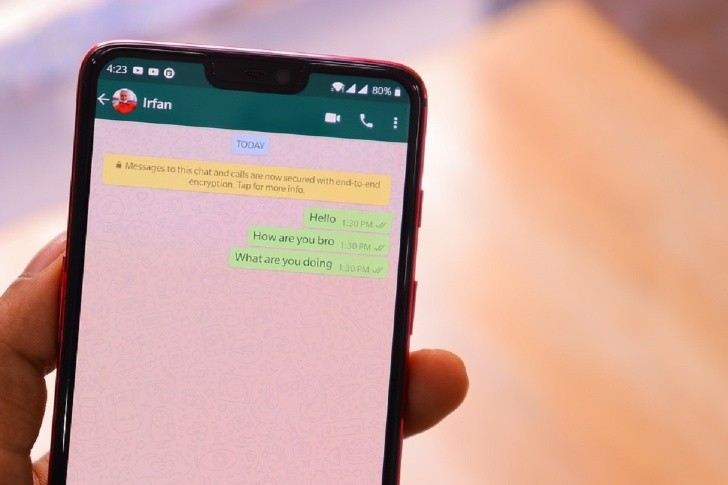 4:23 80%
Irfan
TODAY
Messages to this chat and calls are now secured with end-to-end
encryption. Tap for more info.
Hello 1:30 PM
How are you bro 1:30 PM
What are you doing 1:30 PM